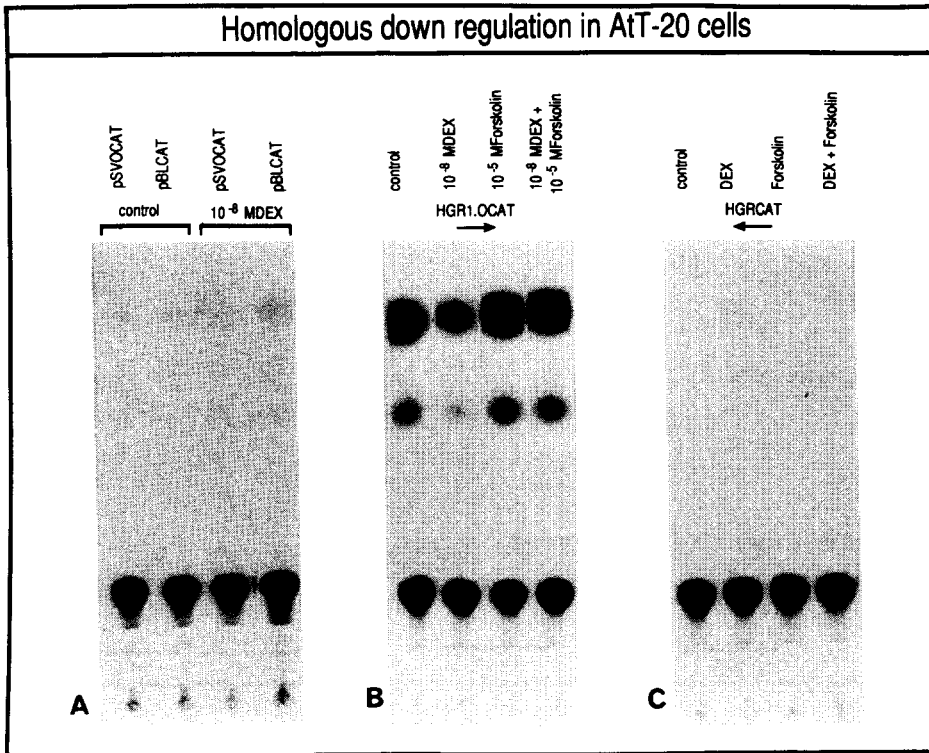 Homologous down regulation in AtT-20 cells
pSVOCAT
pBLCAT
pSVOCAT
pBLCAT
control
10⁻⁸ MDEX
A
control
10⁻⁸ MDEX
10⁻⁵ MForskolin
10⁻⁸ MDEX +
10⁻⁵ MForskolin
HGR1.OCAT
→
B
control
DEX
Forskolin
DEX + Forskolin
HGRCAT
←
C